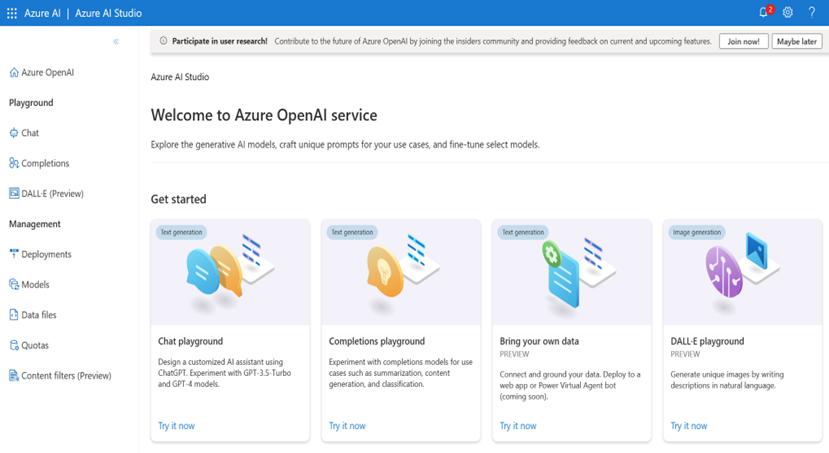 Azure AI | Azure AI Studio
2
?
«
Participate in user research! Contribute to the future of Azure OpenAI by joining the insiders community and providing feedback on current and upcoming features.
Join now!
Maybe later
Azure OpenAI
Playground
Chat
Completions
DALL·E (Preview)
Management
Deployments
Models
Data files
Quotas
Content filters (Preview)
Azure AI Studio
Welcome to Azure OpenAI service
Explore the generative AI models, craft unique prompts for your use cases, and fine-tune select models.
Get started
Text generation
Chat playground
Design a customized AI assistant using
ChatGPT. Experiment with GPT-3.5-Turbo
and GPT-4 models.
Try it now
Text generation
Completions playground
Experiment with completions models for use
cases such as summarization, content
generation, and classification.
Try it now
Text generation
Bring your own data
PREVIEW
Connect and ground your data. Deploy to a
web app or Power Virtual Agent bot
(coming soon).
Try it now
Image generation
DALL·E playground
PREVIEW
Generate unique images by writing
descriptions in natural language.
Try it now